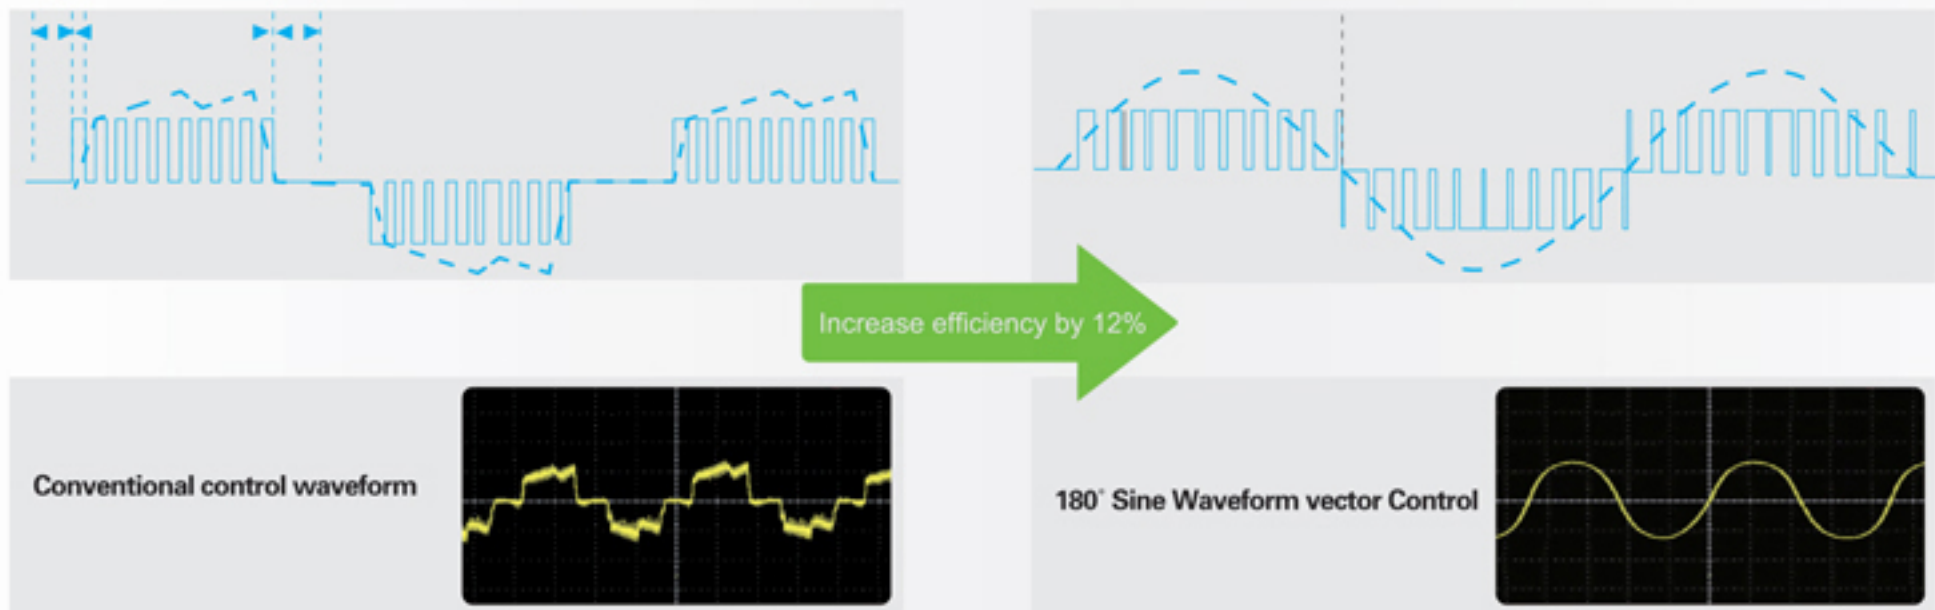 Increase efficiency by 12%
Conventional control waveform
180° Sine Waveform vector Control